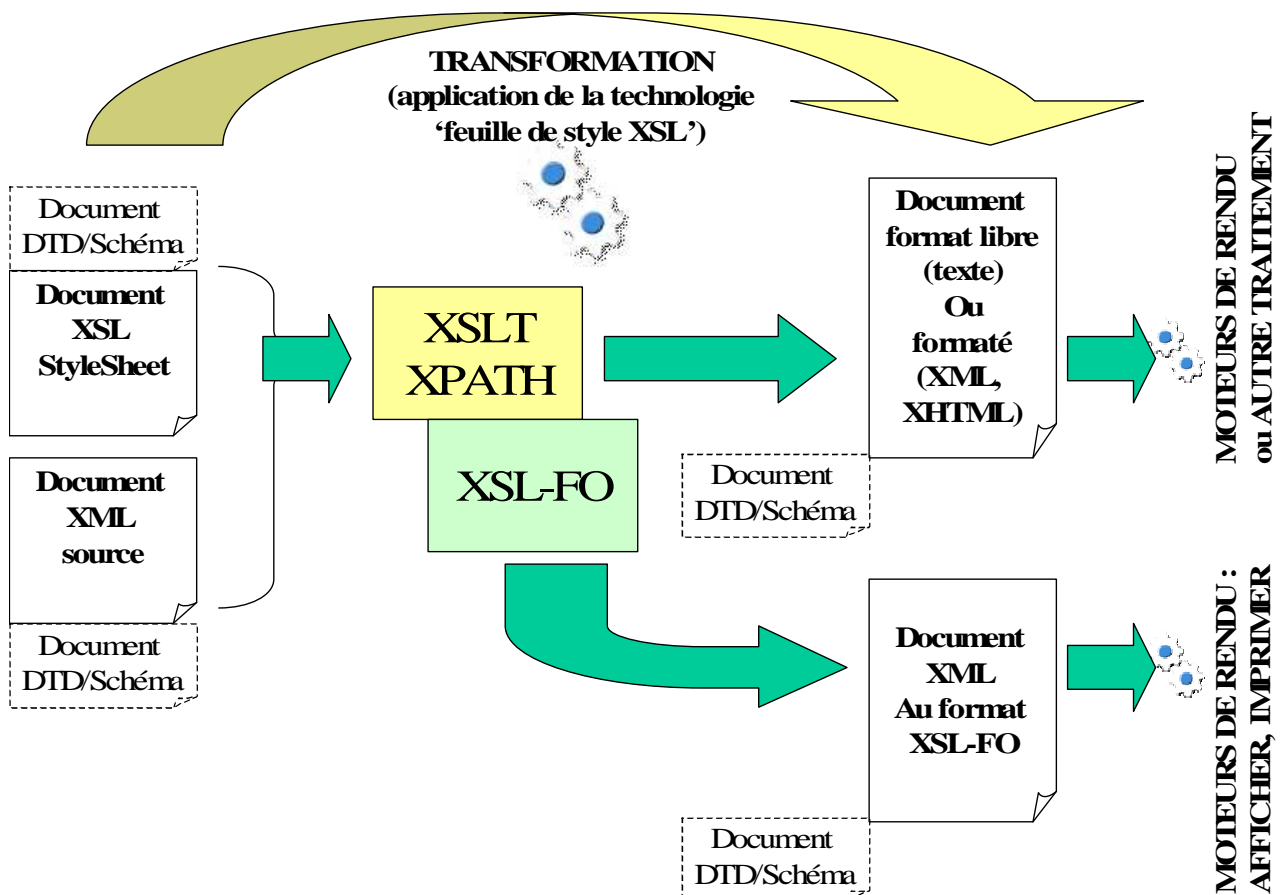 TRANSFORMATION
(application de la technologie
‘feuille de style XSL’)
Document
DTD/Schéma
Document
XSL
StyleSheet
Document
XML
source
Document
DTD/Schéma
XSLT
XPATH
XSL-FO
Document
format libre
(texte)
Ou
formaté
(XML,
XHTML)
Document
DTD/Schéma
MOTEURS DE RENDU
ou AUTRE TRAITEMENT
Document
XML
Au format
XSL-FO
Document
DTD/Schéma
MOTEURS DE RENDU :
AFFICHER, IMPRIMER